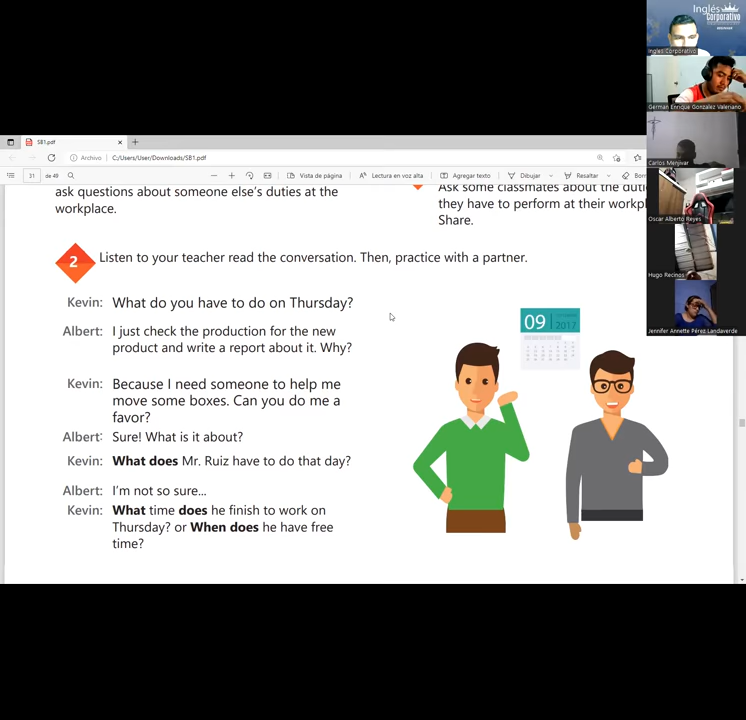 Inglés
Corporativo
Inglés Corporativo
German Enrique Gonzalez Valeriano
Carlos Menjivar
Oscar Alberto Reyes
Hugo Recinos
Jennifer Annette Pérez Landaverde
SB1.pdf
Archivo C:/Users/User/Downloads/SB1.pdf
31 de 49 Vista de página Lectura en voz alta Agregar texto Dibujar Resaltar Bor
ask questions about someone else's duties at the
workplace.
Ask some classmates about the duti
they have to perform at their workpl
Share.
2 Listen to your teacher read the conversation. Then, practice with a partner.
Kevin: What do you have to do on Thursday?
Albert: I just check the production for the new
product and write a report about it. Why?
Kevin: Because I need someone to help me
move some boxes. Can you do me a
favor?
Albert: Sure! What is it about?
Kevin: What does Mr. Ruiz have to do that day?
Albert: I'm not so sure...
Kevin: What time does he finish to work on
Thursday? or When does he have free
time?
09
2017